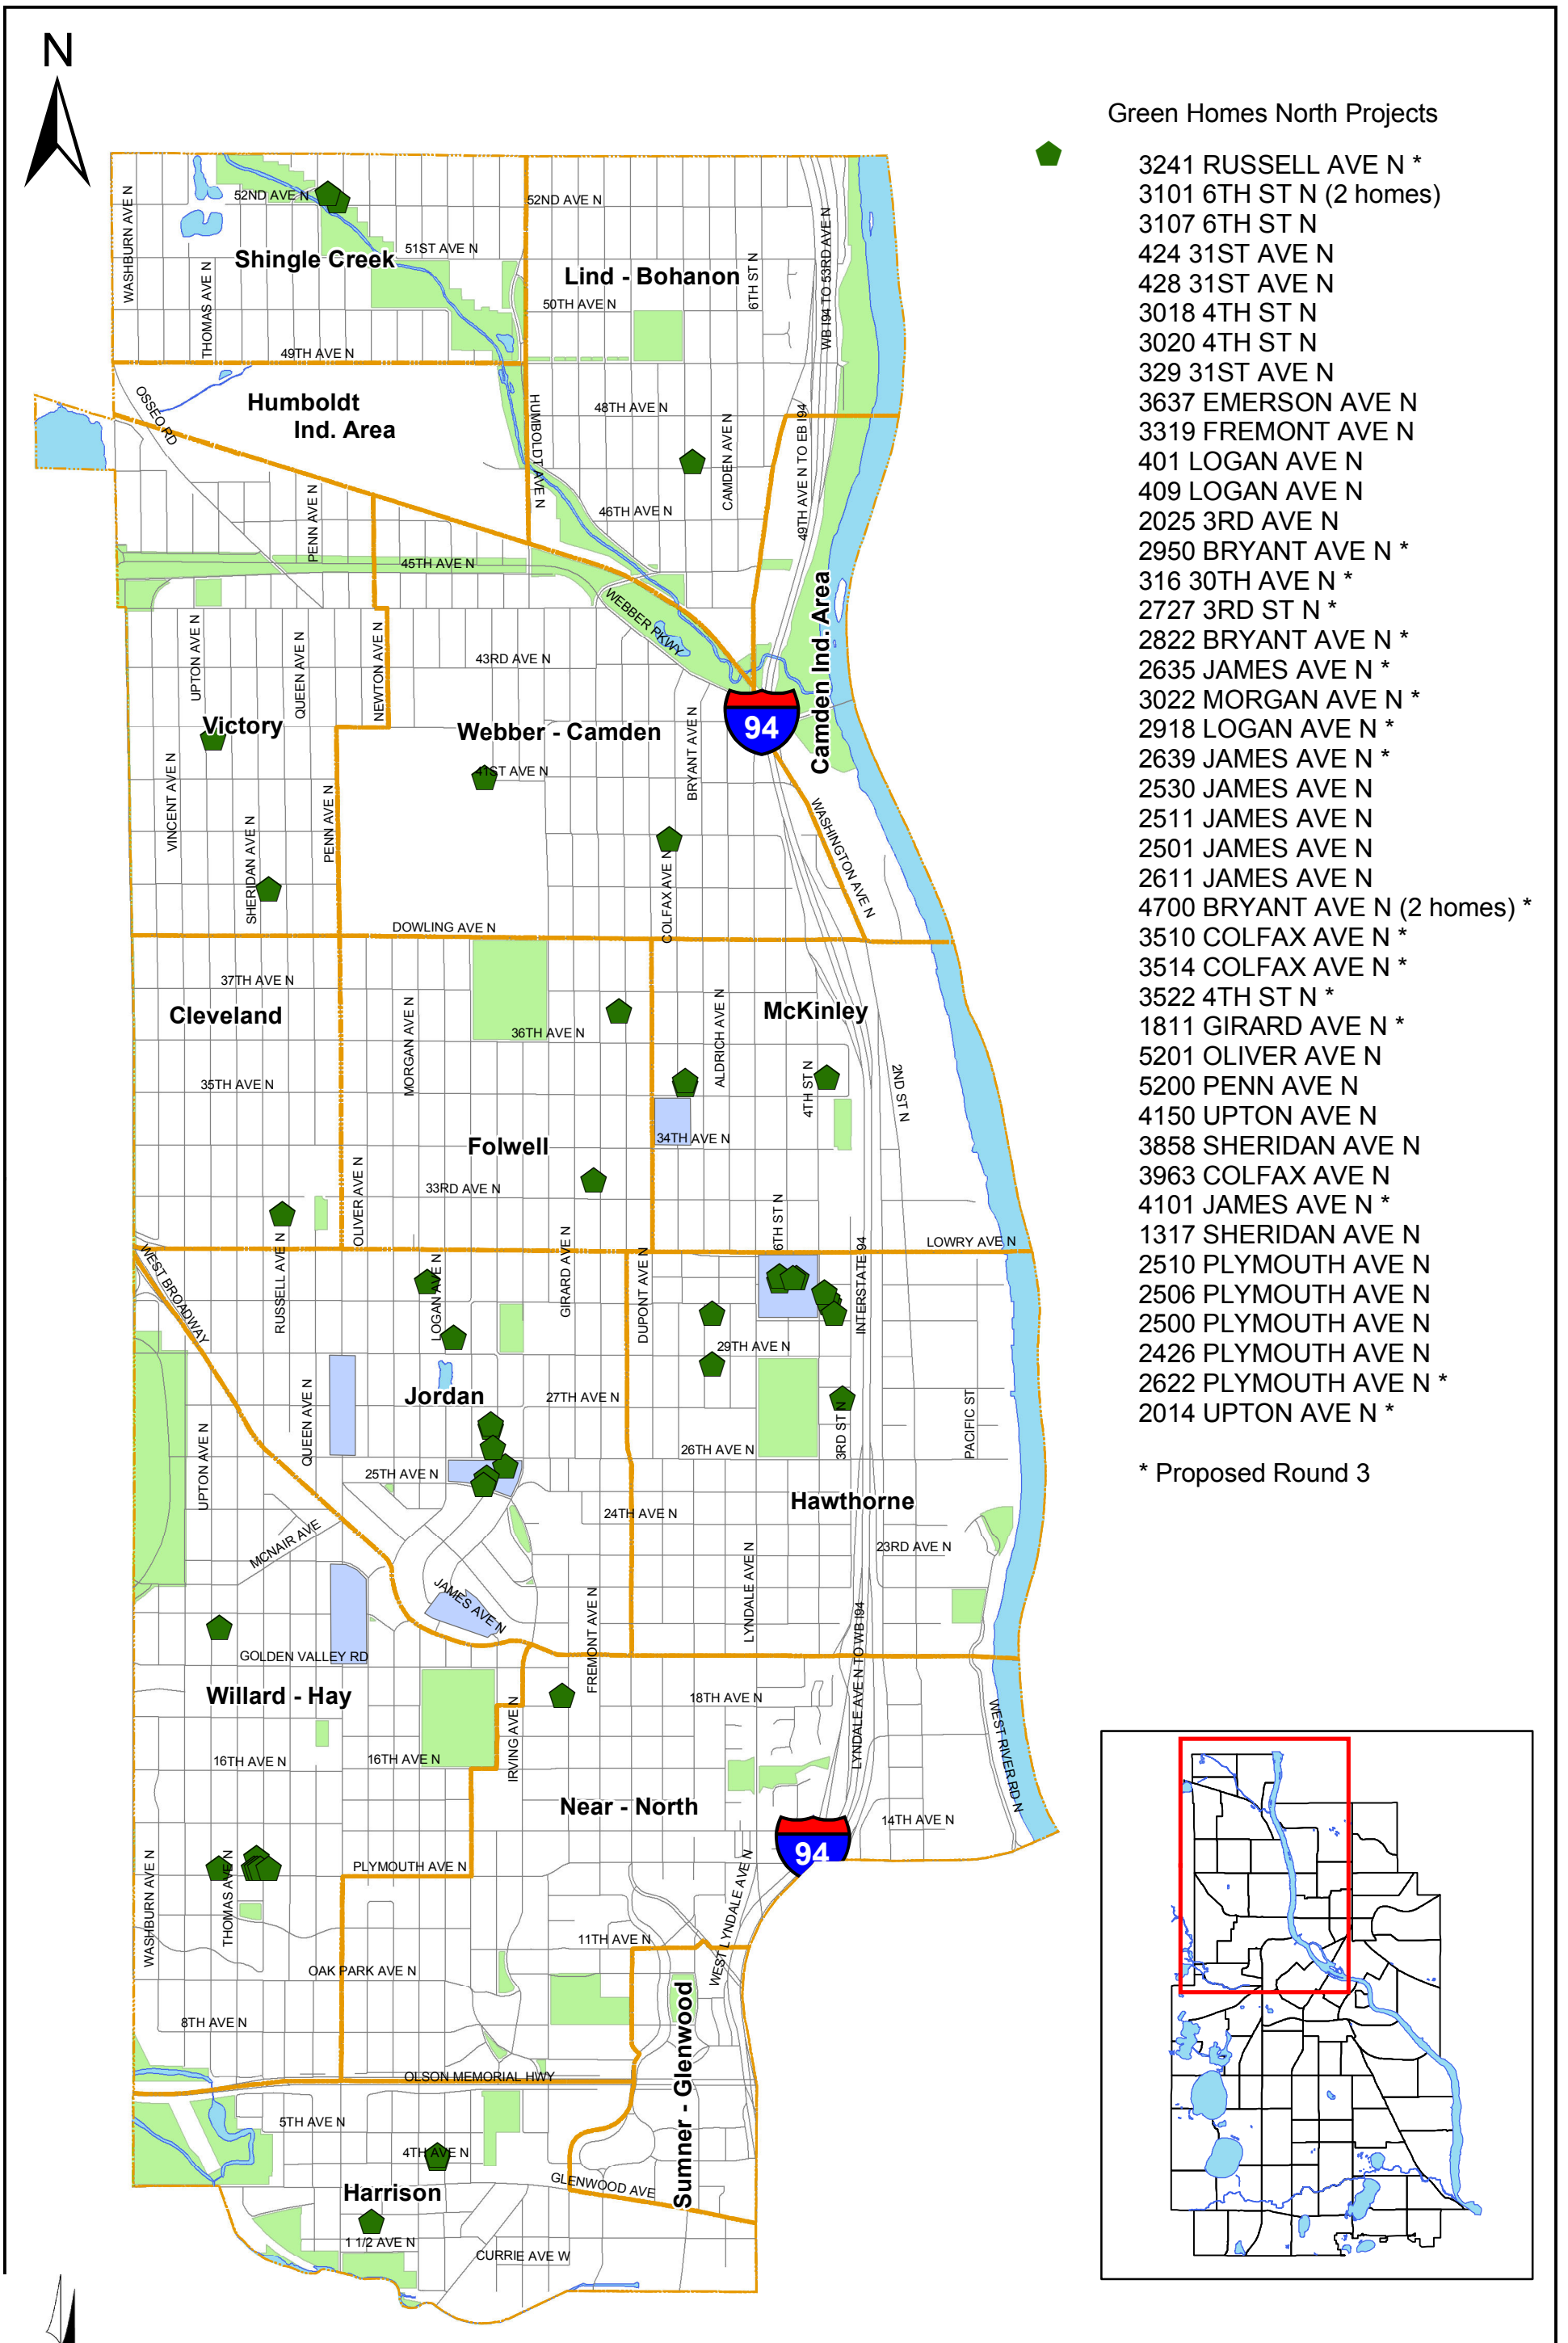 N
Green Homes North Projects
3241 RUSSELL AVE N *
3101 6TH ST N (2 homes)
3107 6TH ST N
424 31ST AVE N
428 31ST AVE N
3018 4TH ST N
3020 4TH ST N
329 31ST AVE N
3637 EMERSON AVE N
3319 FREMONT AVE N
401 LOGAN AVE N
409 LOGAN AVE N
2025 3RD AVE N
2950 BRYANT AVE N *
316 30TH AVE N *
2727 3RD ST N *
2822 BRYANT AVE N *
2635 JAMES AVE N *
3022 MORGAN AVE N *
2918 LOGAN AVE N *
2639 JAMES AVE N *
2530 JAMES AVE N
2511 JAMES AVE N
2501 JAMES AVE N
2611 JAMES AVE N
4700 BRYANT AVE N (2 homes) *
3510 COLFAX AVE N *
3514 COLFAX AVE N *
3522 4TH ST N *
1811 GIRARD AVE N *
5201 OLIVER AVE N
5200 PENN AVE N
4150 UPTON AVE N
3858 SHERIDAN AVE N
3963 COLFAX AVE N
4101 JAMES AVE N *
1317 SHERIDAN AVE N
2510 PLYMOUTH AVE N
2506 PLYMOUTH AVE N
2500 PLYMOUTH AVE N
2426 PLYMOUTH AVE N
2622 PLYMOUTH AVE N *
2014 UPTON AVE N *
* Proposed Round 3
WASHBURN AVE N
52ND AVE N
52ND AVE N
Shingle Creek
51ST AVE N
Lind - Bohanon
6TH ST N
WB I94 TO 53RD AVE N
THOMAS AVE N
50TH AVE N
49TH AVE N
OSSEO RD
Humboldt
Ind. Area
HUMBOLDT AVE N
48TH AVE N
CAMDEN AVE N
49TH AVE N TO EB I94
PENN AVE N
46TH AVE N
45TH AVE N
WEBBER PKWY
Camden Ind. Area
UPTON AVE N
QUEEN AVE N
NEWTON AVE N
43RD AVE N
Victory
Webber - Camden
BRYANT AVE N
94
VINCENT AVE N
41ST AVE N
SHERIDAN AVE N
PENN AVE N
COLFAX AVE N
WASHINGTON AVE N
DOWLING AVE N
37TH AVE N
Cleveland
MORGAN AVE N
36TH AVE N
ALDRICH AVE N
McKinley
35TH AVE N
4TH ST N
2ND ST N
Folwell
34TH AVE N
OLIVER AVE N
33RD AVE N
6TH ST N
WEST BROADWAY
RUSSELL AVE N
LOGAN AVE N
GIRARD AVE N
DUPONT AVE N
INTERSTATE 94
LOWRY AVE N
29TH AVE N
Jordan
27TH AVE N
UPTON AVE N
QUEEN AVE N
26TH AVE N
3RD ST N
PACIFIC ST
25TH AVE N
24TH AVE N
Hawthorne
MCNAIR AVE
23RD AVE N
JAMES AVE N
FREMONT AVE N
LYNDALE AVE N
LYNDALE AVE N TO WB I94
GOLDEN VALLEY RD
Willard - Hay
18TH AVE N
IRVING AVE N
WEST RIVER RD N
16TH AVE N
16TH AVE N
Near - North
14TH AVE N
94
WASHBURN AVE N
THOMAS AVE N
PLYMOUTH AVE N
WEST LYNDALE AVE N
11TH AVE N
OAK PARK AVE N
8TH AVE N
Sumner - Glenwood
OLSON MEMORIAL HWY
5TH AVE N
4TH AVE N
GLENWOOD AVE
Harrison
1 1/2 AVE N
CURRIE AVE W